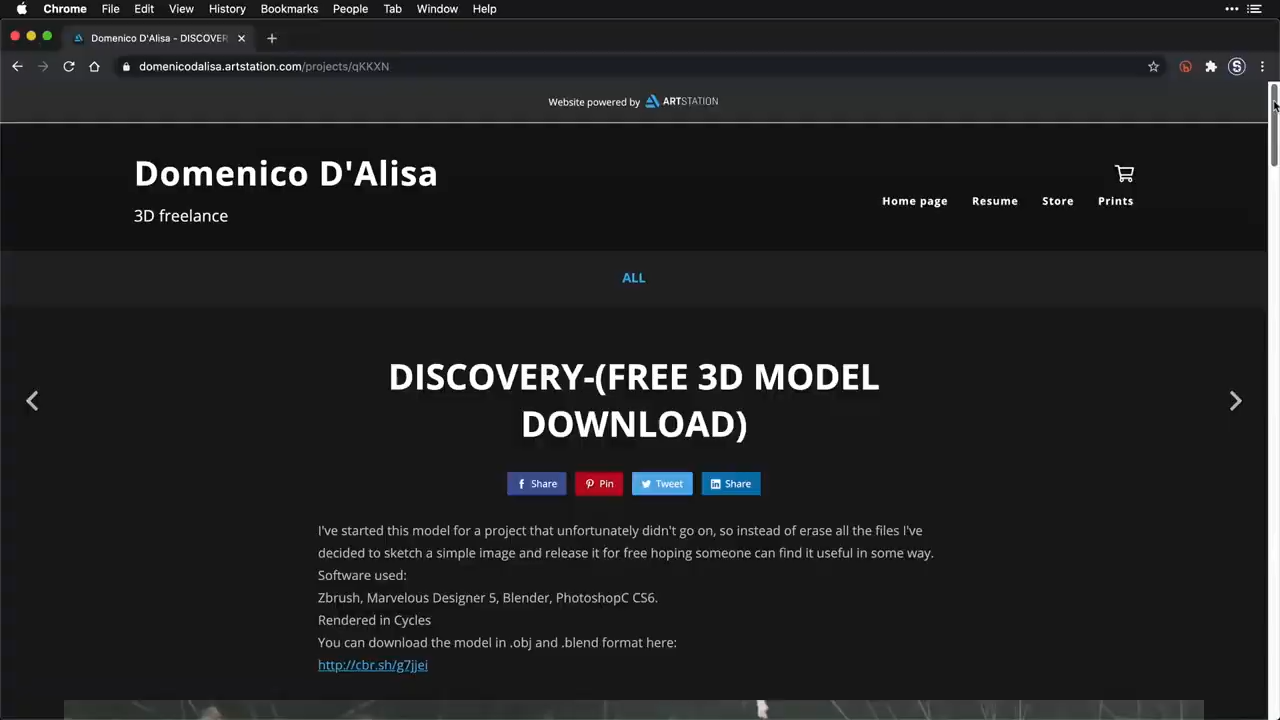 Chrome File Edit View History Bookmarks People Tab Window Help
Domenico D'Alisa - DISCOVER
domenicodalisa.artstation.com/projects/qKKXN
S
Website powered by ARTSTATION
Domenico D'Alisa
3D freelance
Home page Resume Store Prints
ALL
DISCOVERY-(FREE 3D MODEL
DOWNLOAD)
Share Pin Tweet Share
I've started this model for a project that unfortunately didn't go on, so instead of erase all the files I've
decided to sketch a simple image and release it for free hoping someone can find it useful in some way.
Software used:
Zbrush, Marvelous Designer 5, Blender, PhotoshopC CS6.
Rendered in Cycles
You can download the model in .obj and .blend format here:
http://cbr.sh/g7jjei